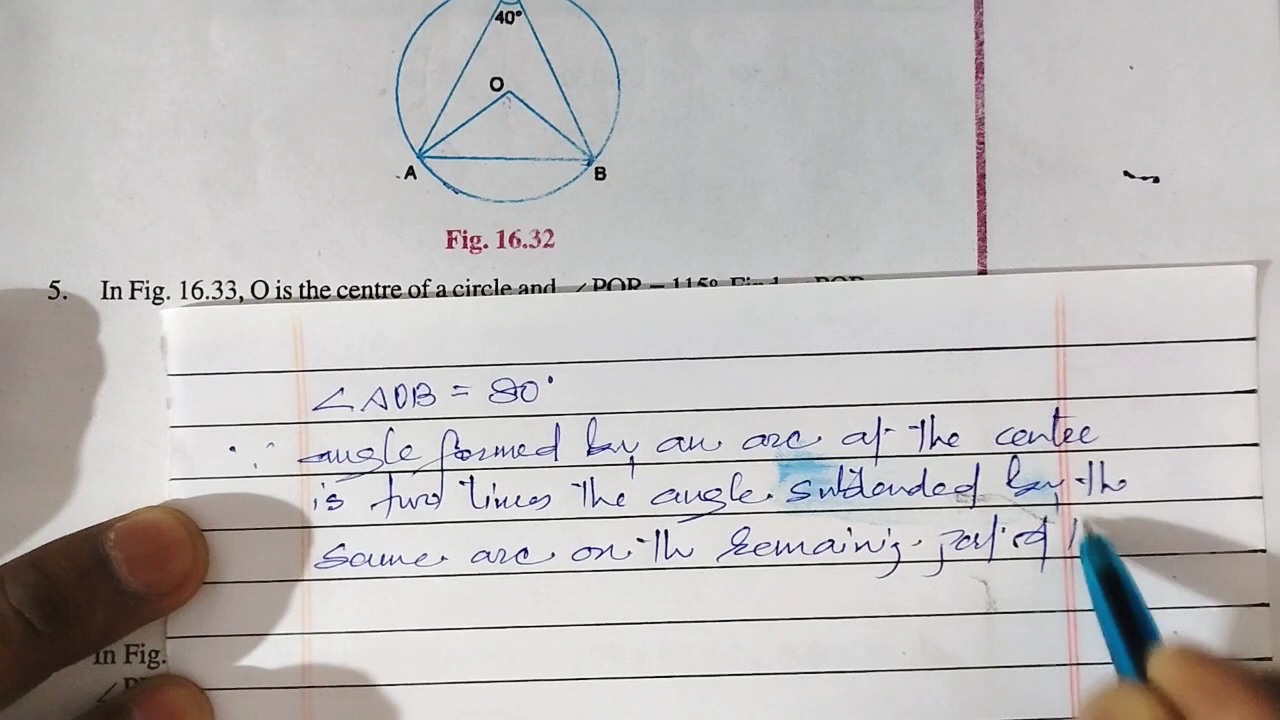 40°
O
A
B
Fig. 16.32
5. In Fig. 16.33, O is the centre of a circle and ∠POR = 115°
∠AOB = 80°
∵ angle formed by an arc at the centre
is two times the angle subtended by the
same arc on the remaining part of
in Fig.